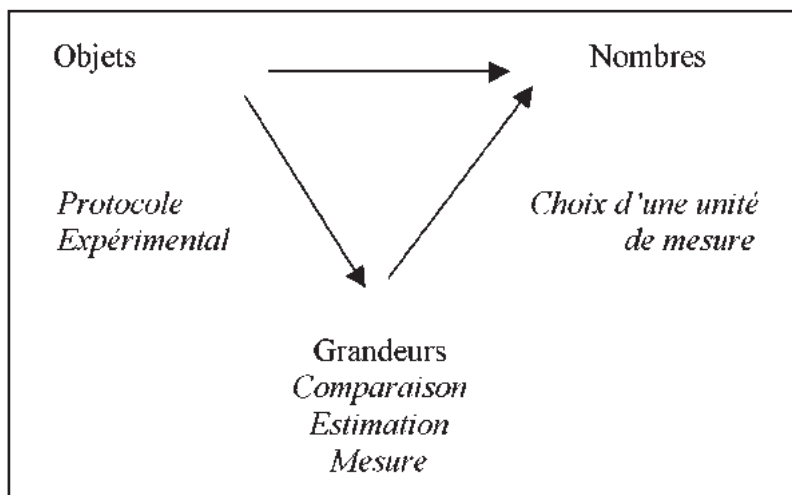 Objets
Nombres
Protocole
Expérimental
Choix d'une unité
de mesure
Grandeurs
Comparaison
Estimation
Mesure